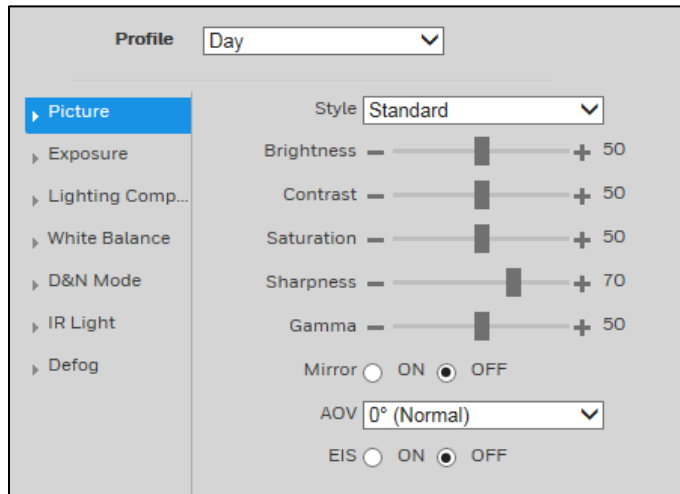 Profile Day
Picture
Exposure
Lighting Comp...
White Balance
D&N Mode
IR Light
Defog
Style Standard
Brightness 50
Contrast 50
Saturation 50
Sharpness 70
Gamma 50
Mirror ON OFF
AOV 0° (Normal)
EIS ON OFF